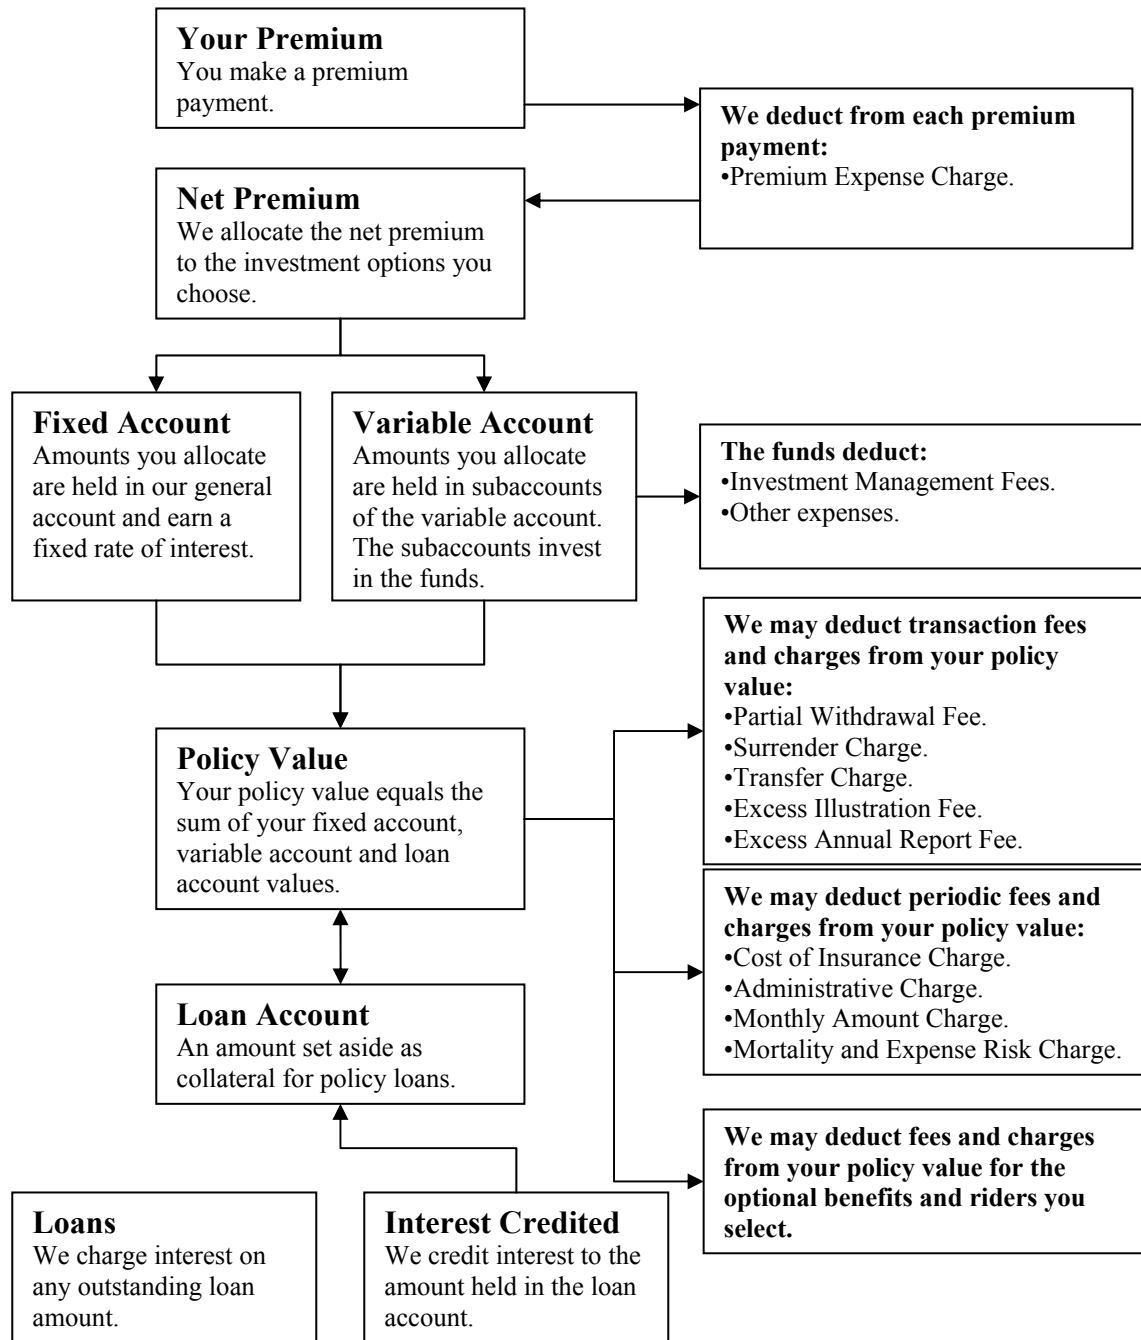 Your Premium
You make a premium
payment.
We deduct from each premium
payment:
•Premium Expense Charge.
Net Premium
We allocate the net premium
to the investment options you
choose.
Fixed Account
Amounts you allocate
are held in our general
account and earn a
fixed rate of interest.
Variable Account
Amounts you allocate
are held in subaccounts
of the variable account.
The subaccounts invest
in the funds.
The funds deduct:
•Investment Management Fees.
•Other expenses.
We may deduct transaction fees
and charges from your policy
value:
•Partial Withdrawal Fee.
•Surrender Charge.
•Transfer Charge.
•Excess Illustration Fee.
•Excess Annual Report Fee.
Policy Value
Your policy value equals the
sum of your fixed account,
variable account and loan
account values.
We may deduct periodic fees and
charges from your policy value:
•Cost of Insurance Charge.
•Administrative Charge.
•Monthly Amount Charge.
•Mortality and Expense Risk Charge.
Loan Account
An amount set aside as
collateral for policy loans.
We may deduct fees and charges
from your policy value for the
optional benefits and riders you
select.
Loans
We charge interest on
any outstanding loan
amount.
Interest Credited
We credit interest to the
amount held in the loan
account.